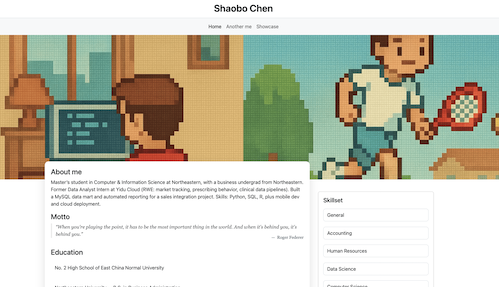 Shaobo Chen
Home Another me Showcase
About me
Master's student in Computer & Information Science at Northeastern, with a business undergrad from Northeastern.
Former Data Analyst Intern at Yidu Cloud (RWE: market tracking, prescribing behavior, clinical data pipelines). Built
a MySQL data mart and automated reporting for a sales integration project. Skills: Python, SQL, R, plus mobile dev
and cloud deployment.
Motto
"When you're playing the point, it has to be the most important thing in the world. And when it's behind you, it's
behind you."
— Roger Federer
Education
No. 2 High School of East China Normal University
Skillset
General
Accounting
Human Resources
Data Science